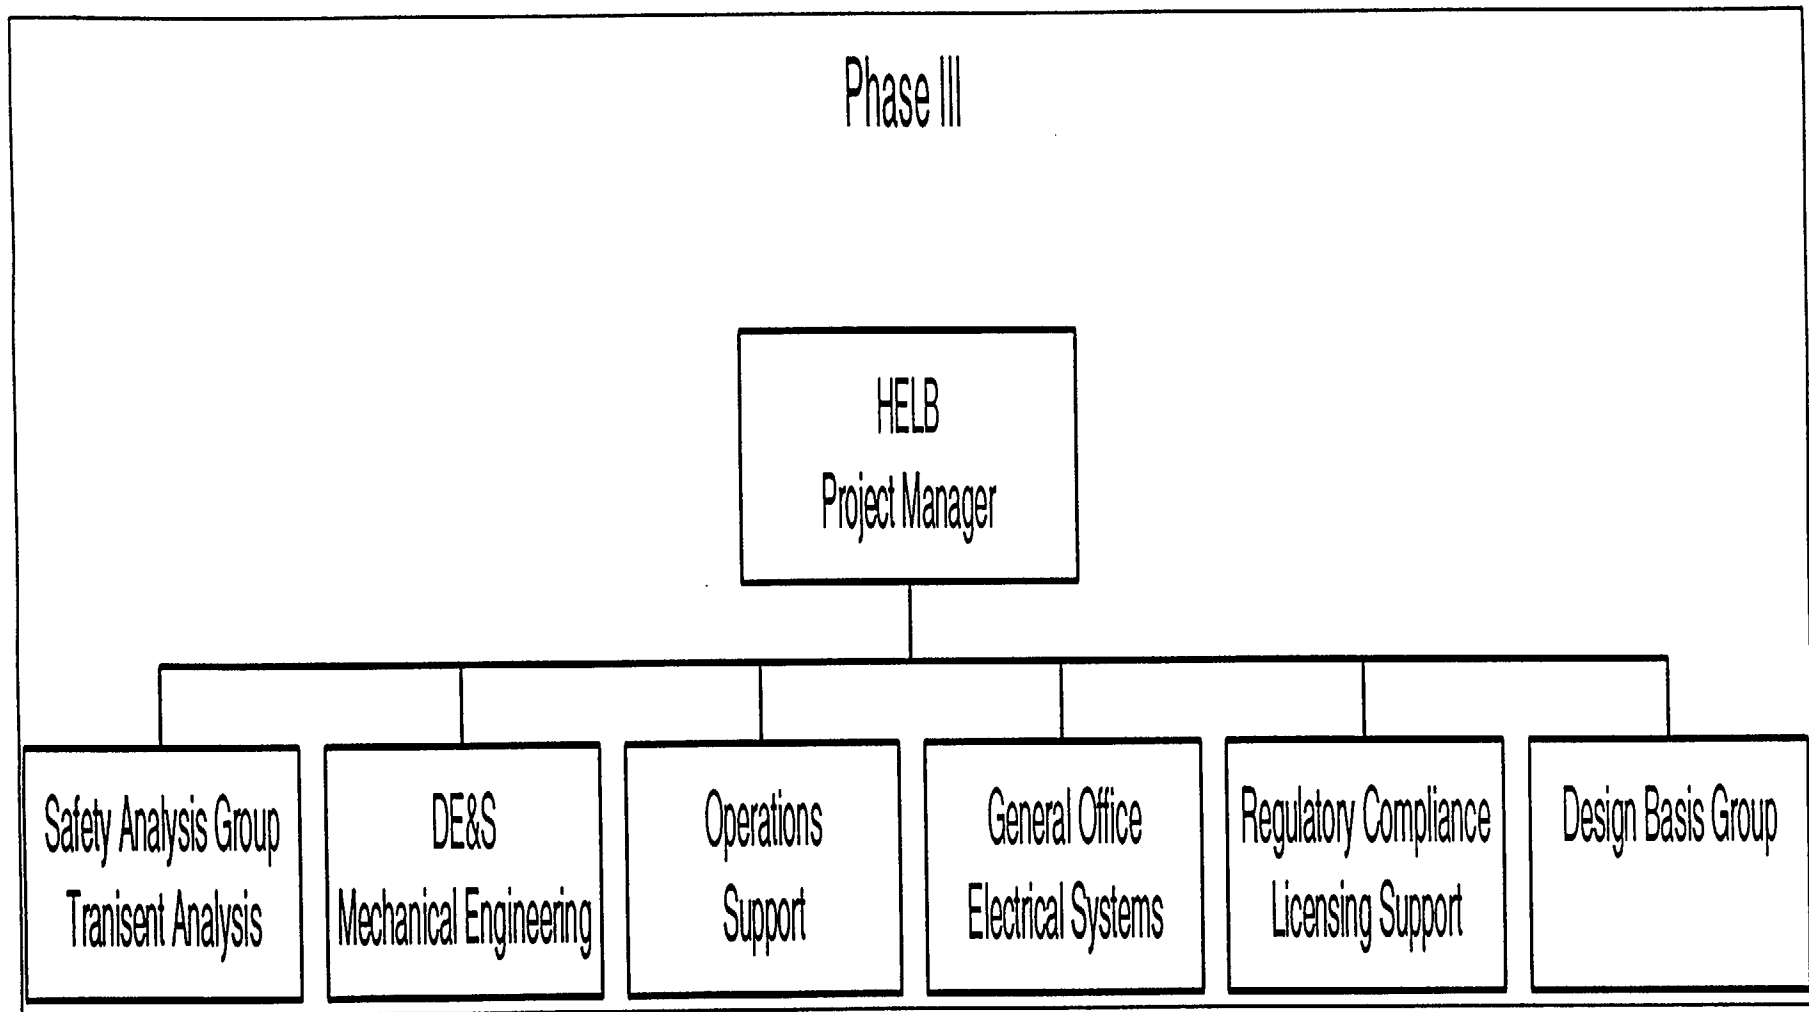 Phase III
HELB
Project Manager
Safety Analysis Group
Tranisent Analysis
DE&S
Mechanical Engineering
Operations
Support
General Office
Electrical Systems
Regulatory Compliance
Licensing Support
Design Basis Group